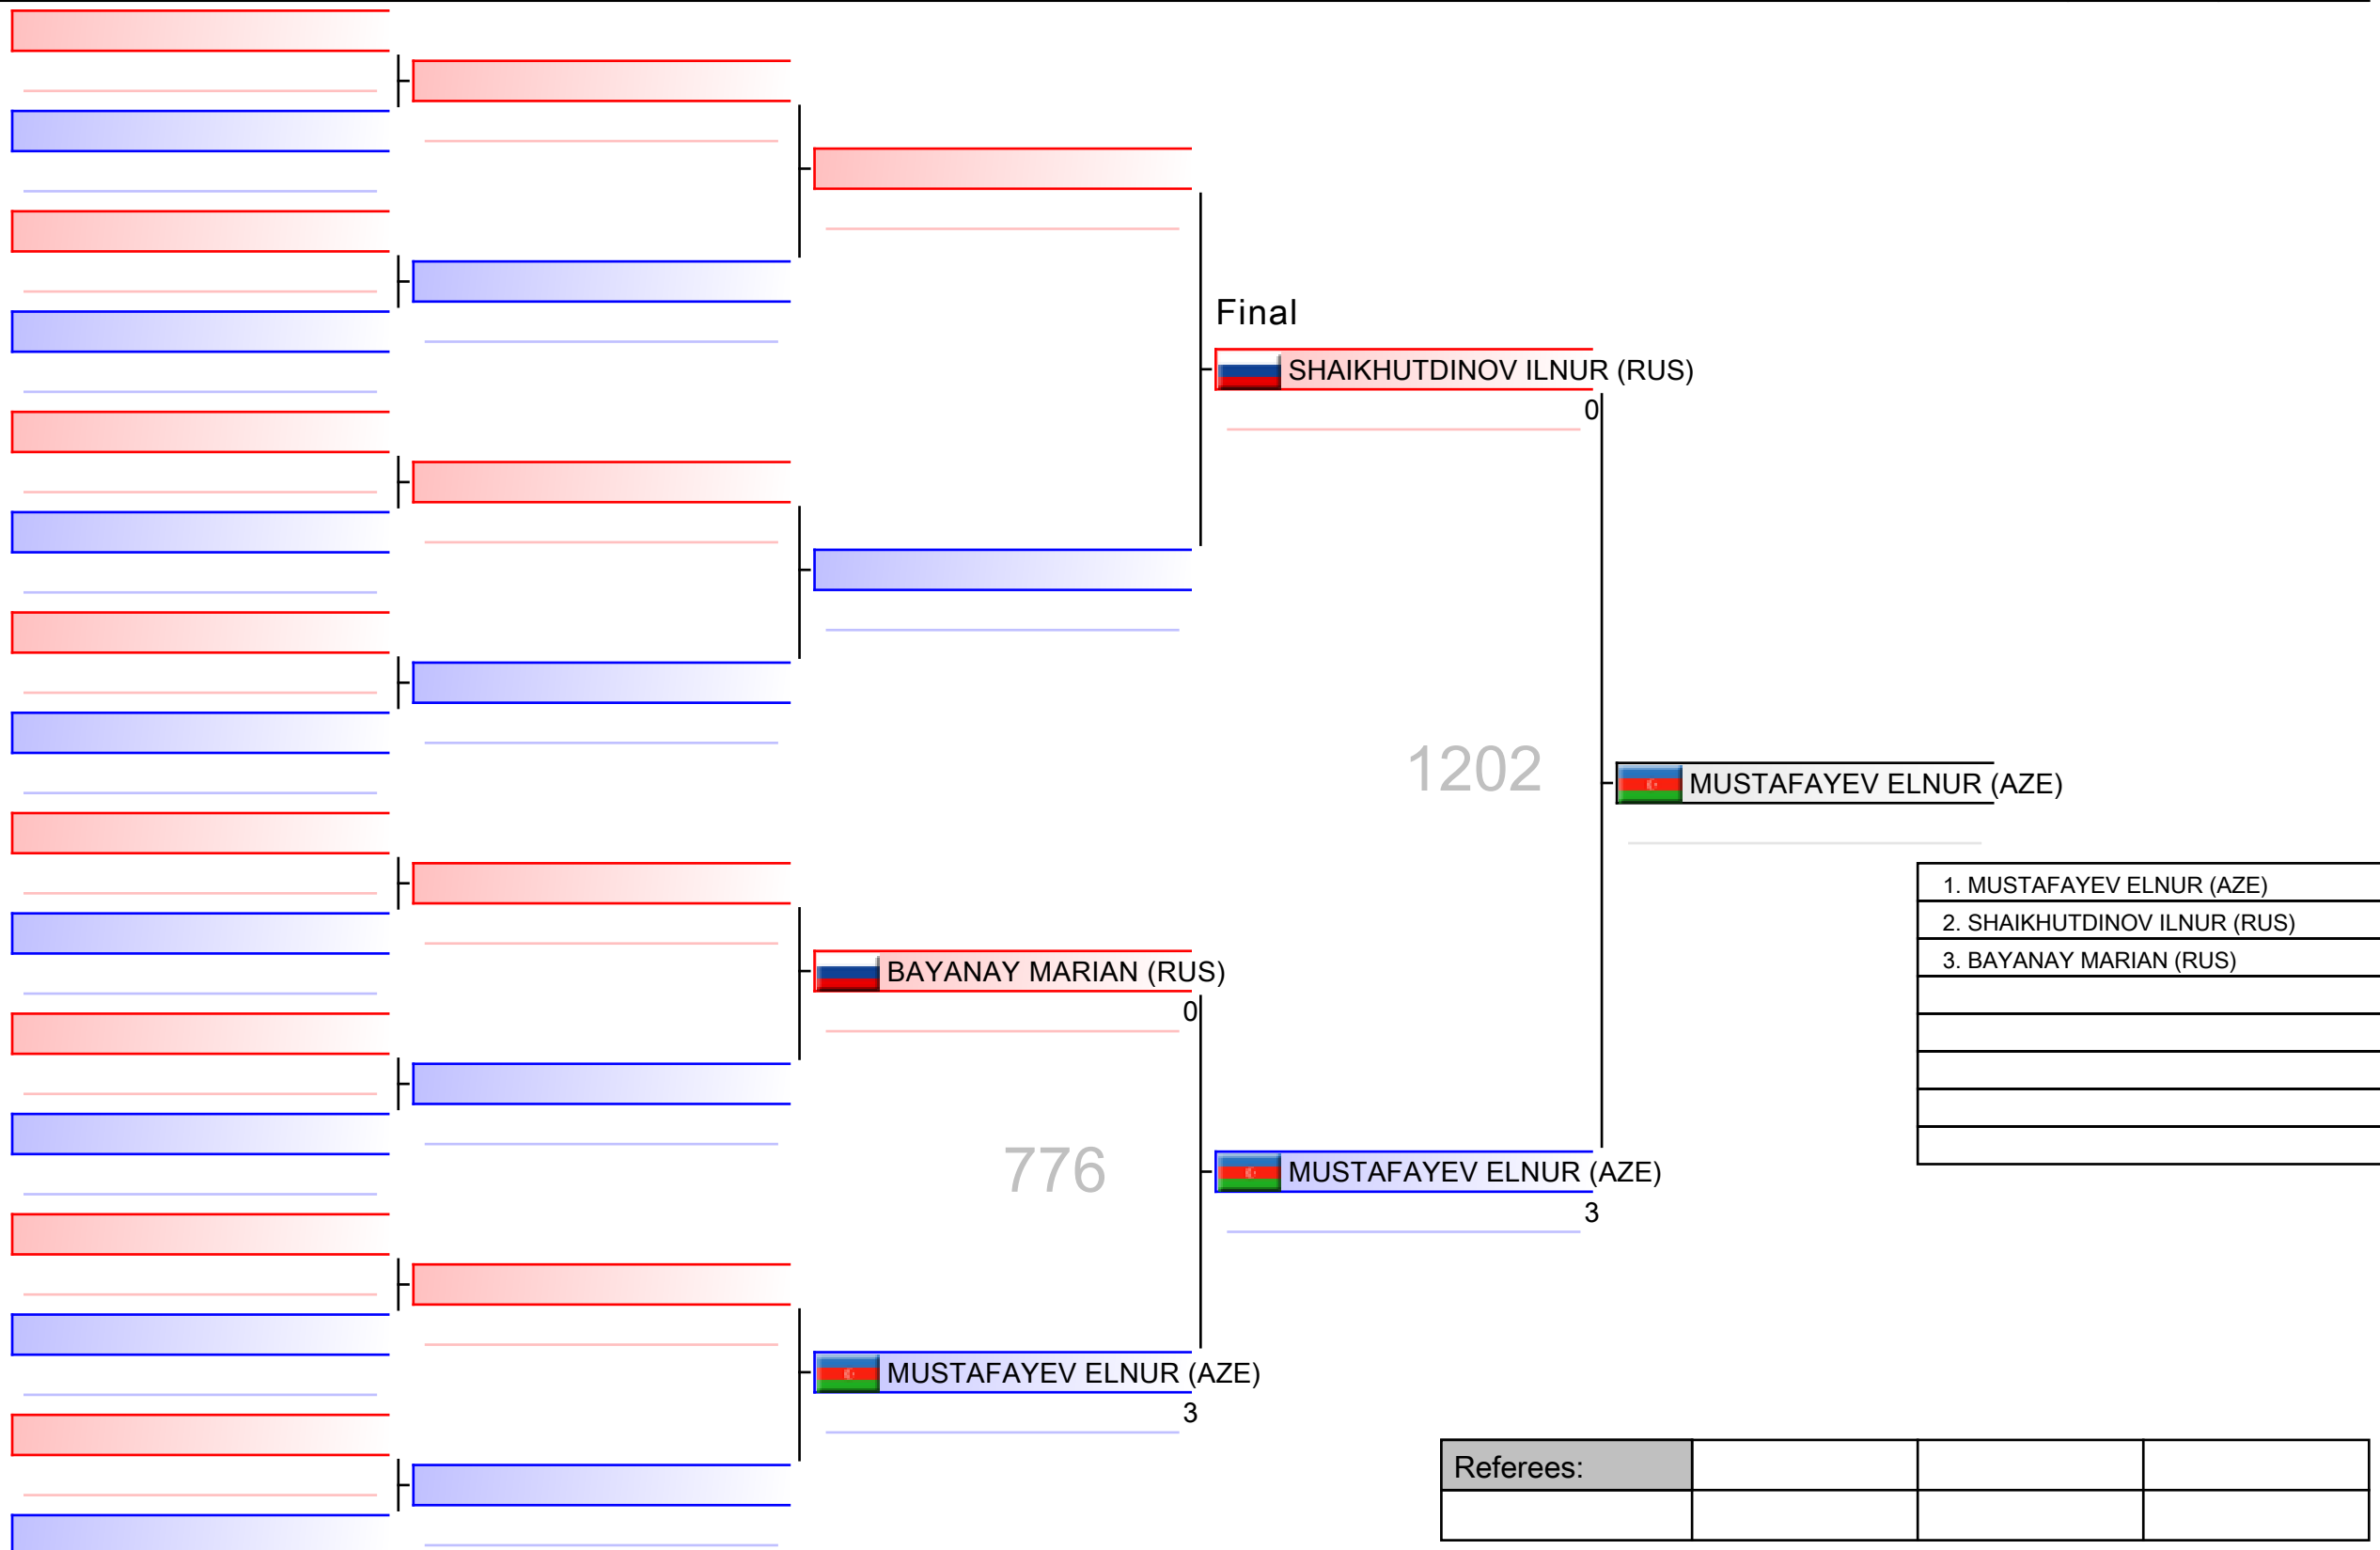 Final
SHAIKHUTDINOV ILNUR (RUS)
0
1202
MUSTAFAYEV ELNUR (AZE)
1. MUSTAFAYEV ELNUR (AZE)
2. SHAIKHUTDINOV ILNUR (RUS)
3. BAYANAY MARIAN (RUS)
BAYANAY MARIAN (RUS)
0
776
MUSTAFAYEV ELNUR (AZE)
3
MUSTAFAYEV ELNUR (AZE)
3
Referees: